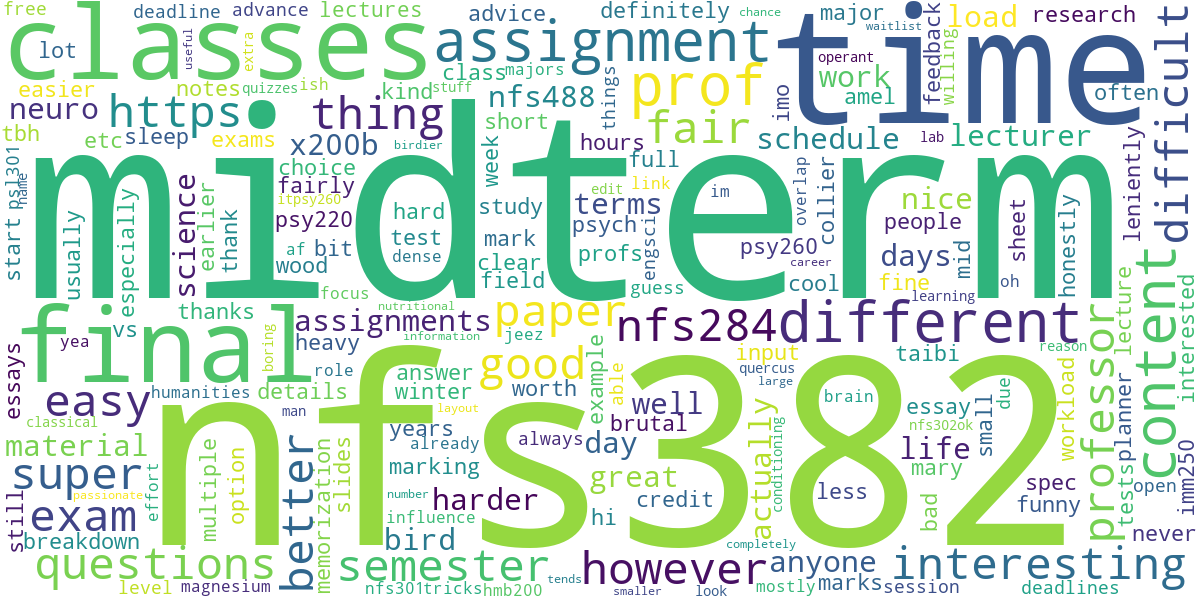 free
deadline
advance
lectures
classes
lot
useful
extra
advice
definitely
chance
major
waitlist
load
research
assignment
time
difficult
class
majors
prof
things
imo
operant
work
amel
feedback
willing
often
easier
notes
quizzes
ish
kind
stuff
nfs488
neuro
https
thing
short
fair
schedule
lecturer
tbh
etc
sleep
exams
x200b
birdier
hours
full
lab
psl301
name
choice
week
link
edit
im
overlap
collier
nice
people
leniently
midterm
science
earlier
thank
fairly
itpsy260
psy220
hard
study
terms
psych
engsci
psy260
career
days
mid
sheet
honestly
start
usually
especially
af
bit
test
dense
mark
clear
field
profs
guess
cool
fine
learning
oh
wood
focus
thanks
nutritional
information
paper
nfs284
different
content
lecture
interested
final
vs
yea
boring
assignments
heavy
role
jeez
good
input
quercus
large
taibi
reason
professor
planner
essays
humanities
details
answer
winter
worth
example
able
well
brutal
actually
conditioning
brain
essay
nfs302ok
small
due
workload
easy
classical
man
layout
years
already
always
day
life
mary
material
multiple
option
slides
marking
great
credit
less
bad
spec
funny
tests
open
imm250
super
passionate
effort
better
memorization
number
influence
harder
hi
nfs382
exam
still
breakdown
bird
completely
never
questions
semester
however
anyone
interesting
level
magnesium
nfs301tricks
hmb200
tends
smaller
look
mostly
marks
session
deadlines